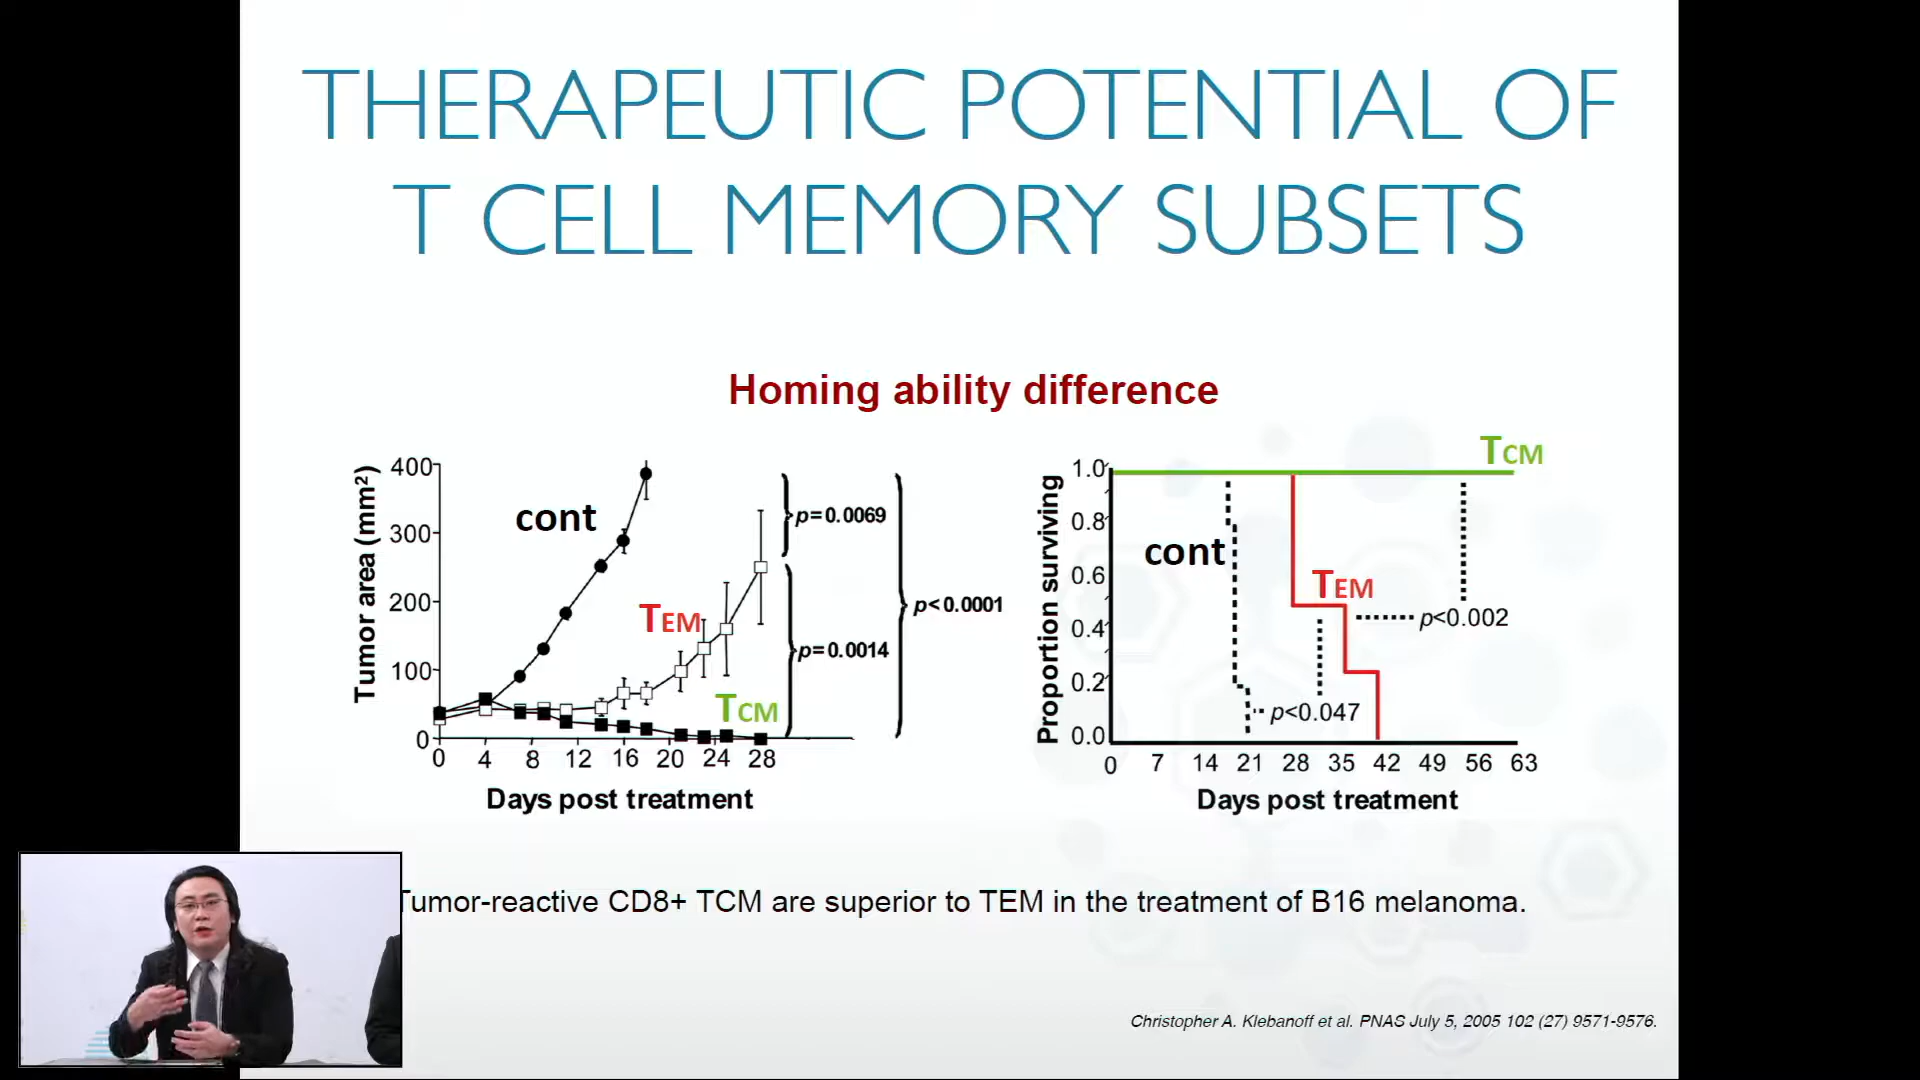 THERAPEUTIC POTENTIAL OF
T CELL MEMORY SUBSETS
Homing ability difference
Tumor area (mm²)
400
300
200
100
0
0 4 8 12 16 20 24 28
Days post treatment
cont
TEM
TCM
p=0.0069
p=0.0014
p<0.0001
Proportion surviving
1.0
0.8
0.6
0.4
0.2
0.0
0 7 14 21 28 35 42 49 56 63
Days post treatment
TCM
cont
TEM
p<0.002
p<0.047
Tumor-reactive CD8+ TCM are superior to TEM in the treatment of B16 melanoma.
Christopher A. Klebanoff et al. PNAS July 5, 2005 102 (27) 9571-9576.